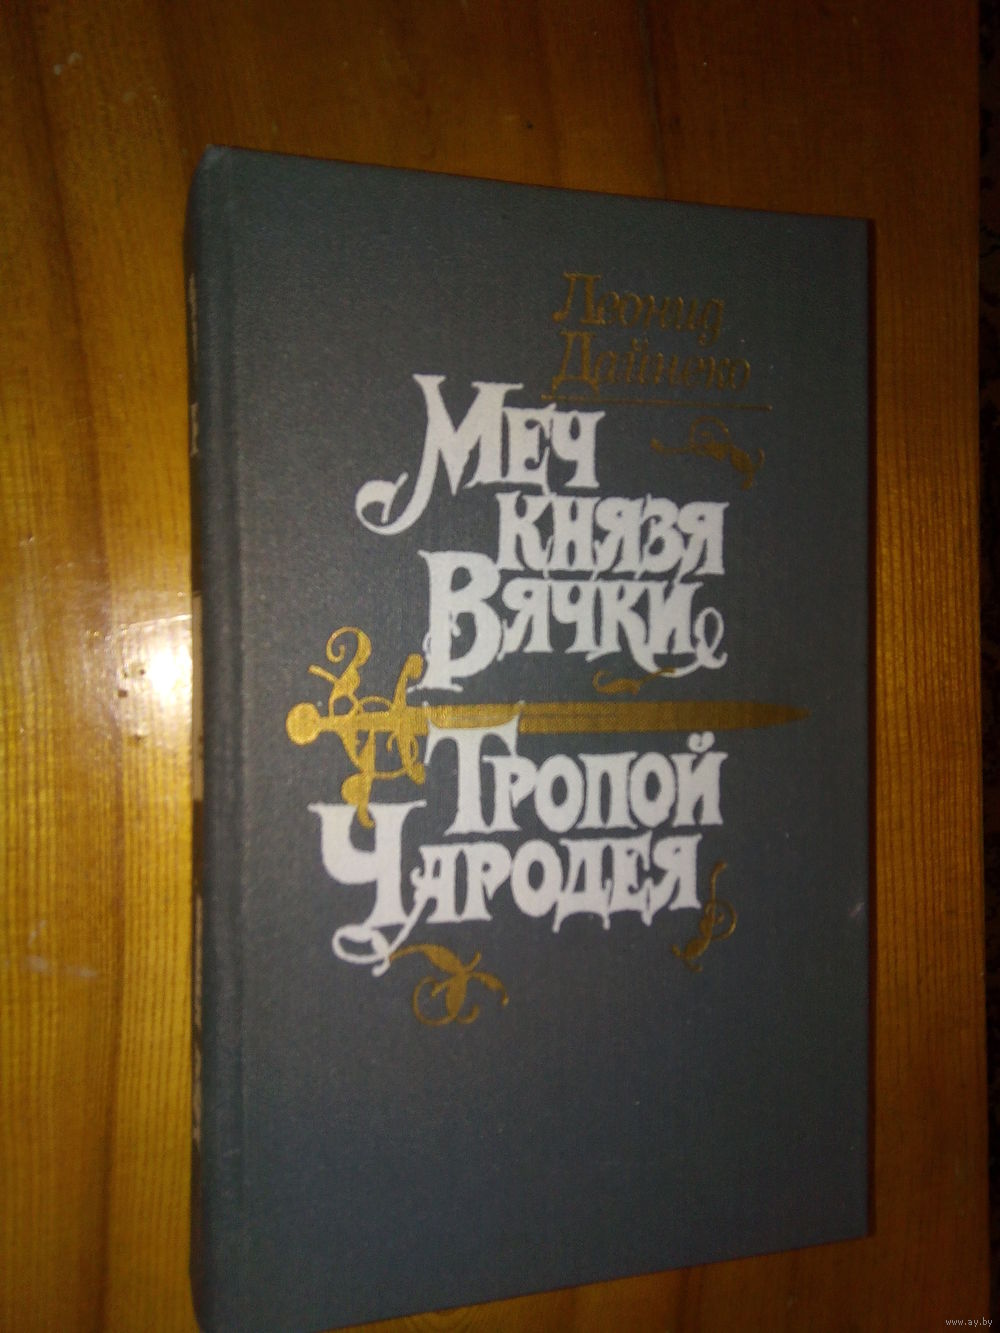 Леонид
Дайнеко
Меч
князя
Вячки
Тропой
Чародея
www.ay.by